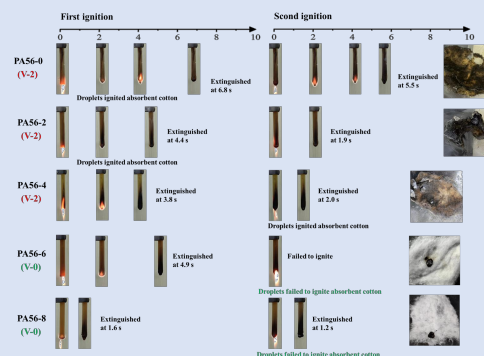 First ignition
Scond ignition
0 2 4 6 8 10
0 2 4 6 8 10
PA56-0
(V-2)
Extinguished
at 6.8 s
Extinguished
at 5.5 s
Droplets ignited absorbent cotton
PA56-2
(V-2)
Extinguished
at 4.4 s
Extinguished
at 1.9 s
Droplets ignited absorbent cotton
PA56-4
(V-2)
Extinguished
at 3.8 s
Extinguished
at 2.0 s
Droplets ignited absorbent cotton
PA56-6
(V-0)
Extinguished
at 4.9 s
Failed to ignite
Droplets failed to ignite absorbent cotton
PA56-8
(V-0)
Extinguished
at 1.6 s
Extinguished
at 1.2 s
Droplets failed to ignite absorbent cotton